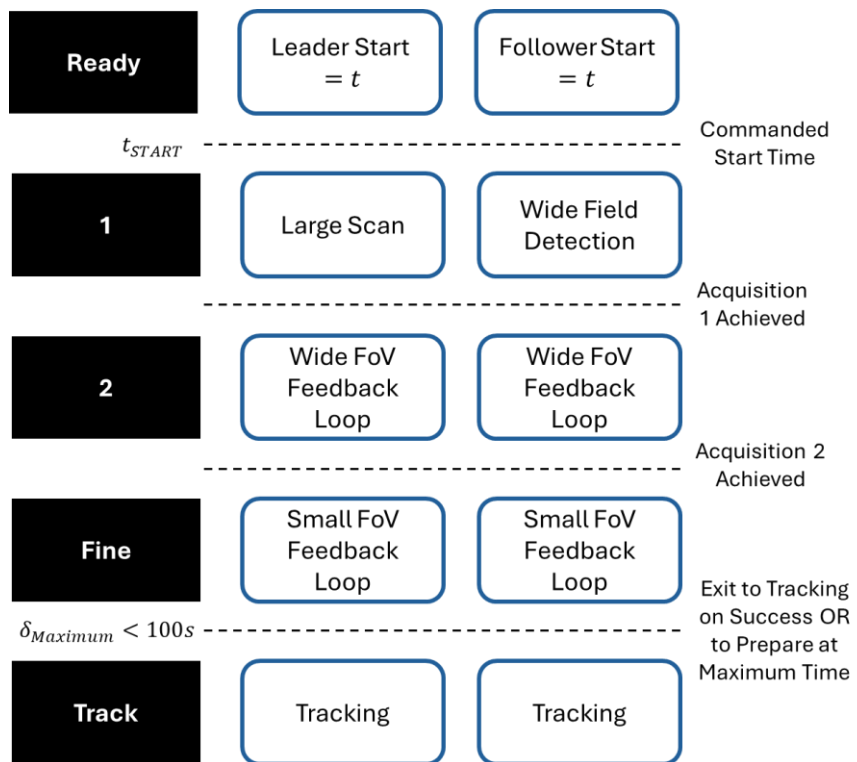 Ready
Leader Start
= t
Follower Start
= t
t_START
Commanded
Start Time
1
Large Scan
Wide Field
Detection
Acquisition
1 Achieved
2
Wide FoV
Feedback
Loop
Wide FoV
Feedback
Loop
Acquisition 2
Achieved
Fine
Small FoV
Feedback
Loop
Small FoV
Feedback
Loop
δ_Maximum < 100s
Exit to Tracking
on Success OR
to Prepare at
Maximum Time
Track
Tracking
Tracking